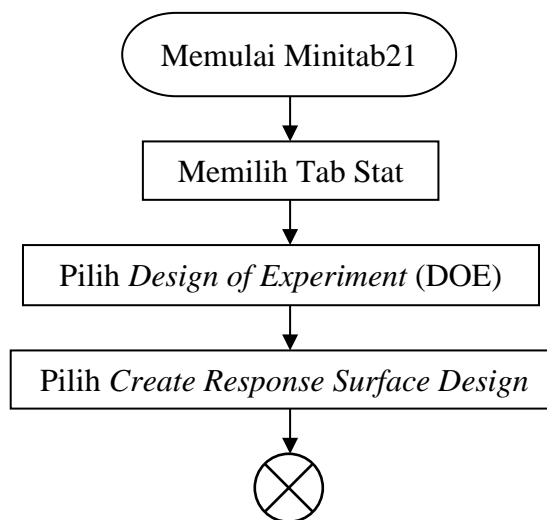 Memulai Minitab21
Memilih Tab Stat
Pilih Design of Experiment (DOE)
Pilih Create Response Surface Design